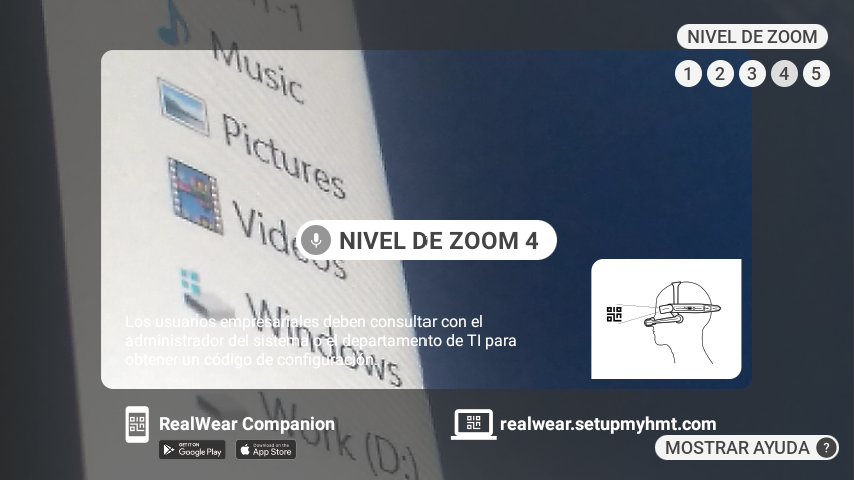 NIVEL DE ZOOM
1 2 3 4 5
Music
Pictures
Videos
NIVEL DE ZOOM 4
Windows
Los usuarios empresariales deben consultar con el
administrador del sistema o el departamento de TI para
obtener un código de configuración.
Work (D:)
RealWear Companion
GET IT ON
Google Play
Download on the
App Store
realwear.setupmyhmt.com
MOSTRAR AYUDA ?